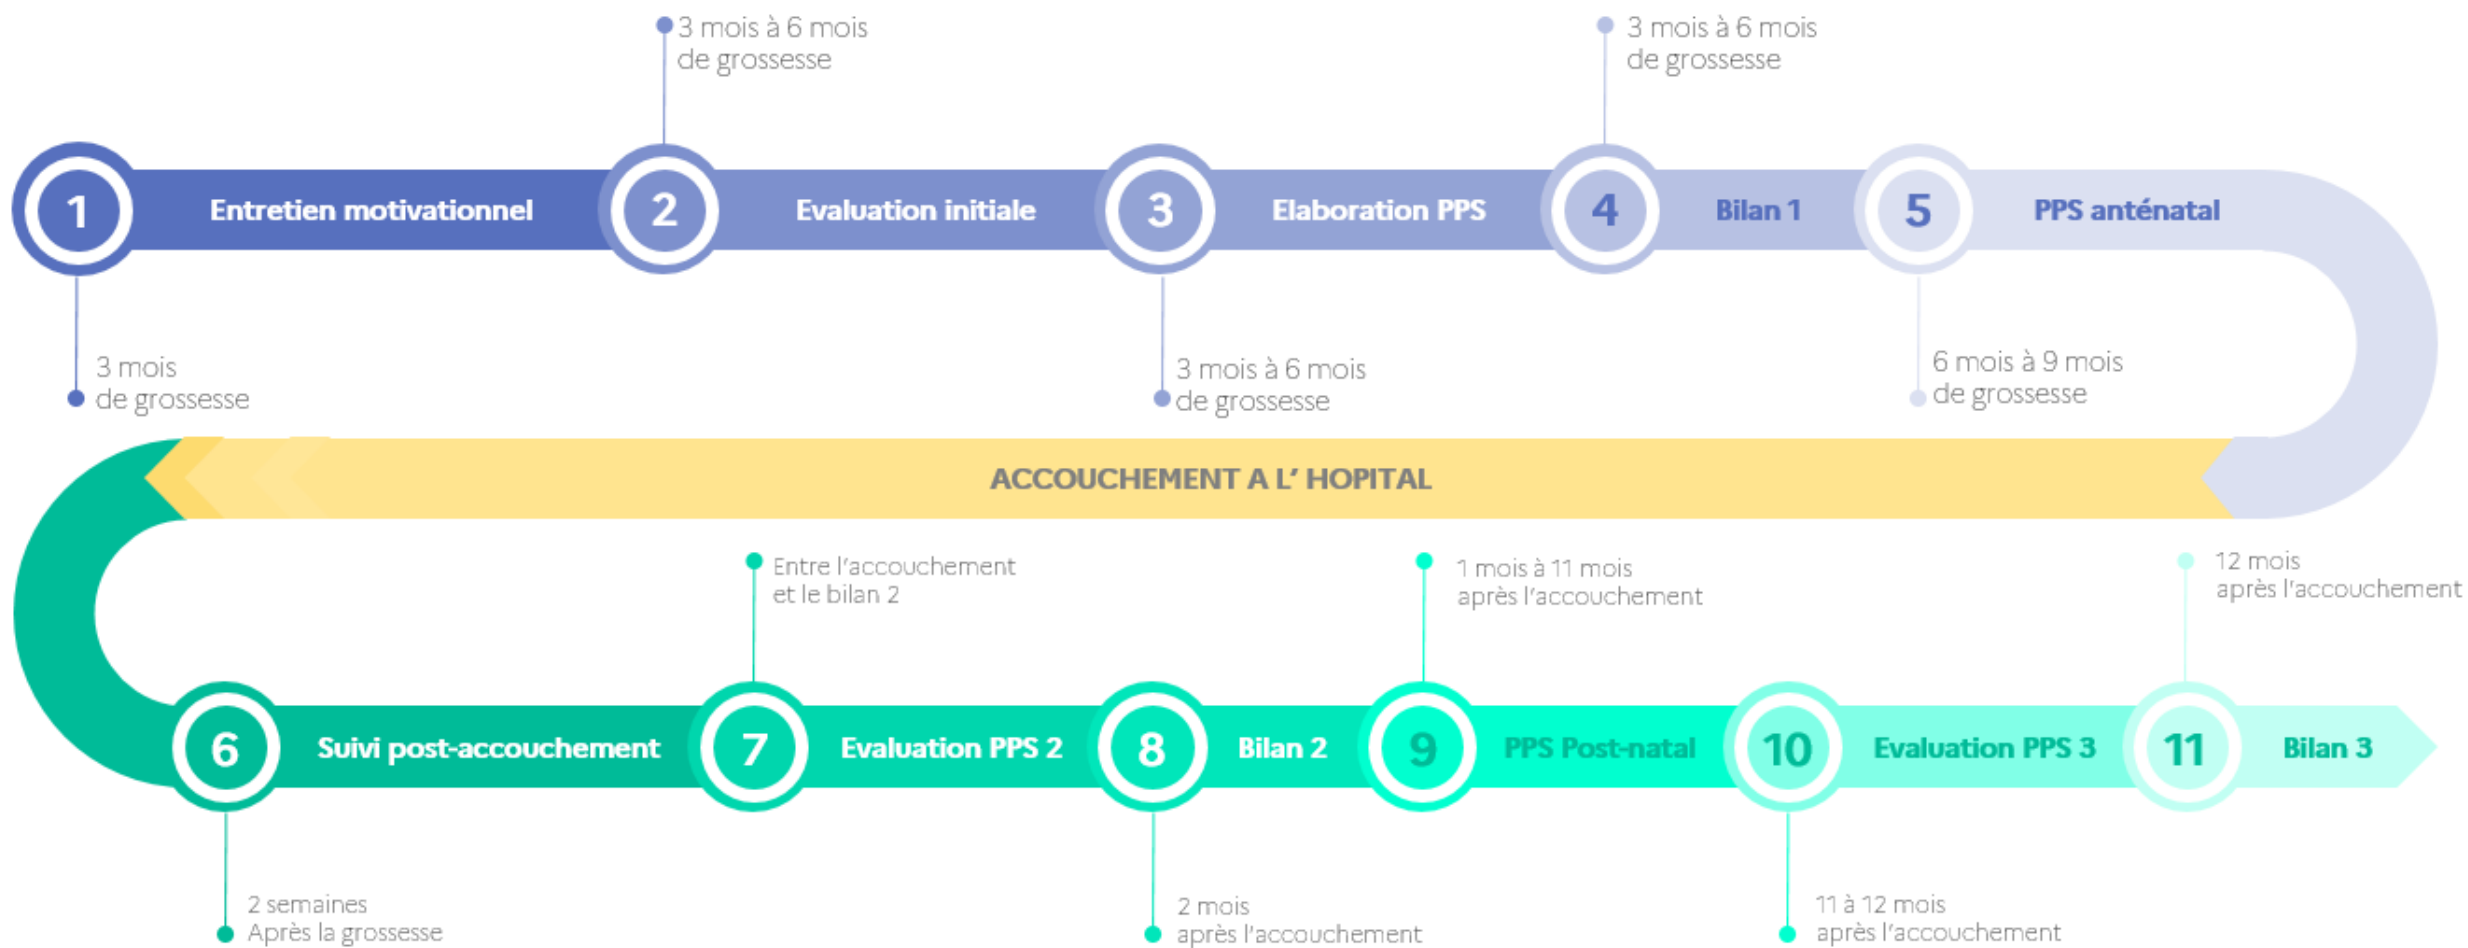 3 mois à 6 mois
de grossesse
3 mois à 6 mois
de grossesse
1
Entretien motivationnel
2
Evaluation initiale
3
Elaboration PPS
4
Bilan 1
5
PPS anténatal
3 mois
de grossesse
3 mois à 6 mois
de grossesse
6 mois à 9 mois
de grossesse
ACCOUCHEMENT A L' HOPITAL
Entre l'accouchement
et le bilan 2
1 mois à 11 mois
après l'accouchement
12 mois
après l'accouchement
6
Suivi post-accouchement
7
Evaluation PPS 2
8
Bilan 2
9
PPS Post-natal
10
Evaluation PPS 3
11
Bilan 3
2 semaines
Après la grossesse
2 mois
après l'accouchement
11 à 12 mois
après l'accouchement